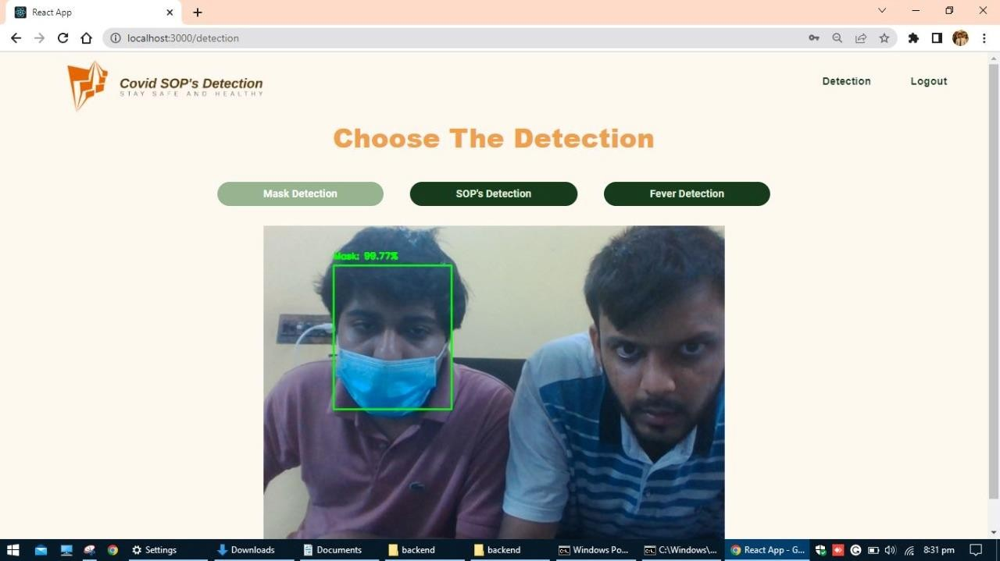 React App
localhost:3000/detection
Covid SOP's Detection
STAY SAFE AND HEALTHY
Detection
Logout
Choose The Detection
Mask Detection
SOP's Detection
Fever Detection
Mask: 99.77%
Settings
Downloads
Documents
backend
backend
Windows Po...
C:\Windows\...
React App - G...
8:31 pm